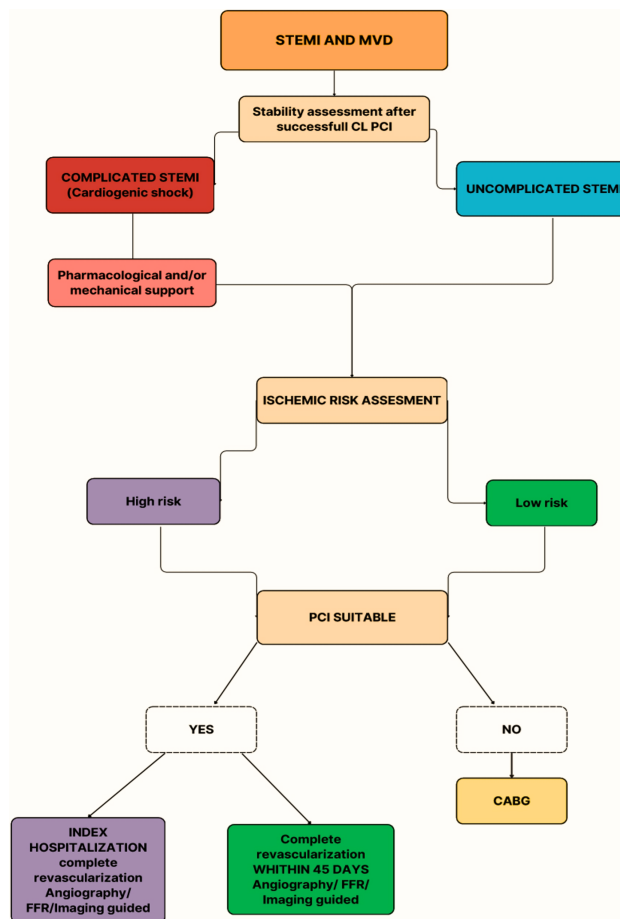 STEMI AND MVD
Stability assessment after
successfull CL PCI
COMPLICATED STEMI
(Cardiogenic shock)
UNCOMPLICATED STEMI
Pharmacological and/or
mechanical support
ISCHEMIC RISK ASSESMENT
High risk
Low risk
PCI SUITABLE
YES
NO
CABG
INDEX
HOSPITALIZATION
complete
revascularization
Angiography/
FFR/Imaging guided
Complete
revascularization
WHITHIN 45 DAYS
Angiography/ FFR/
Imaging guided